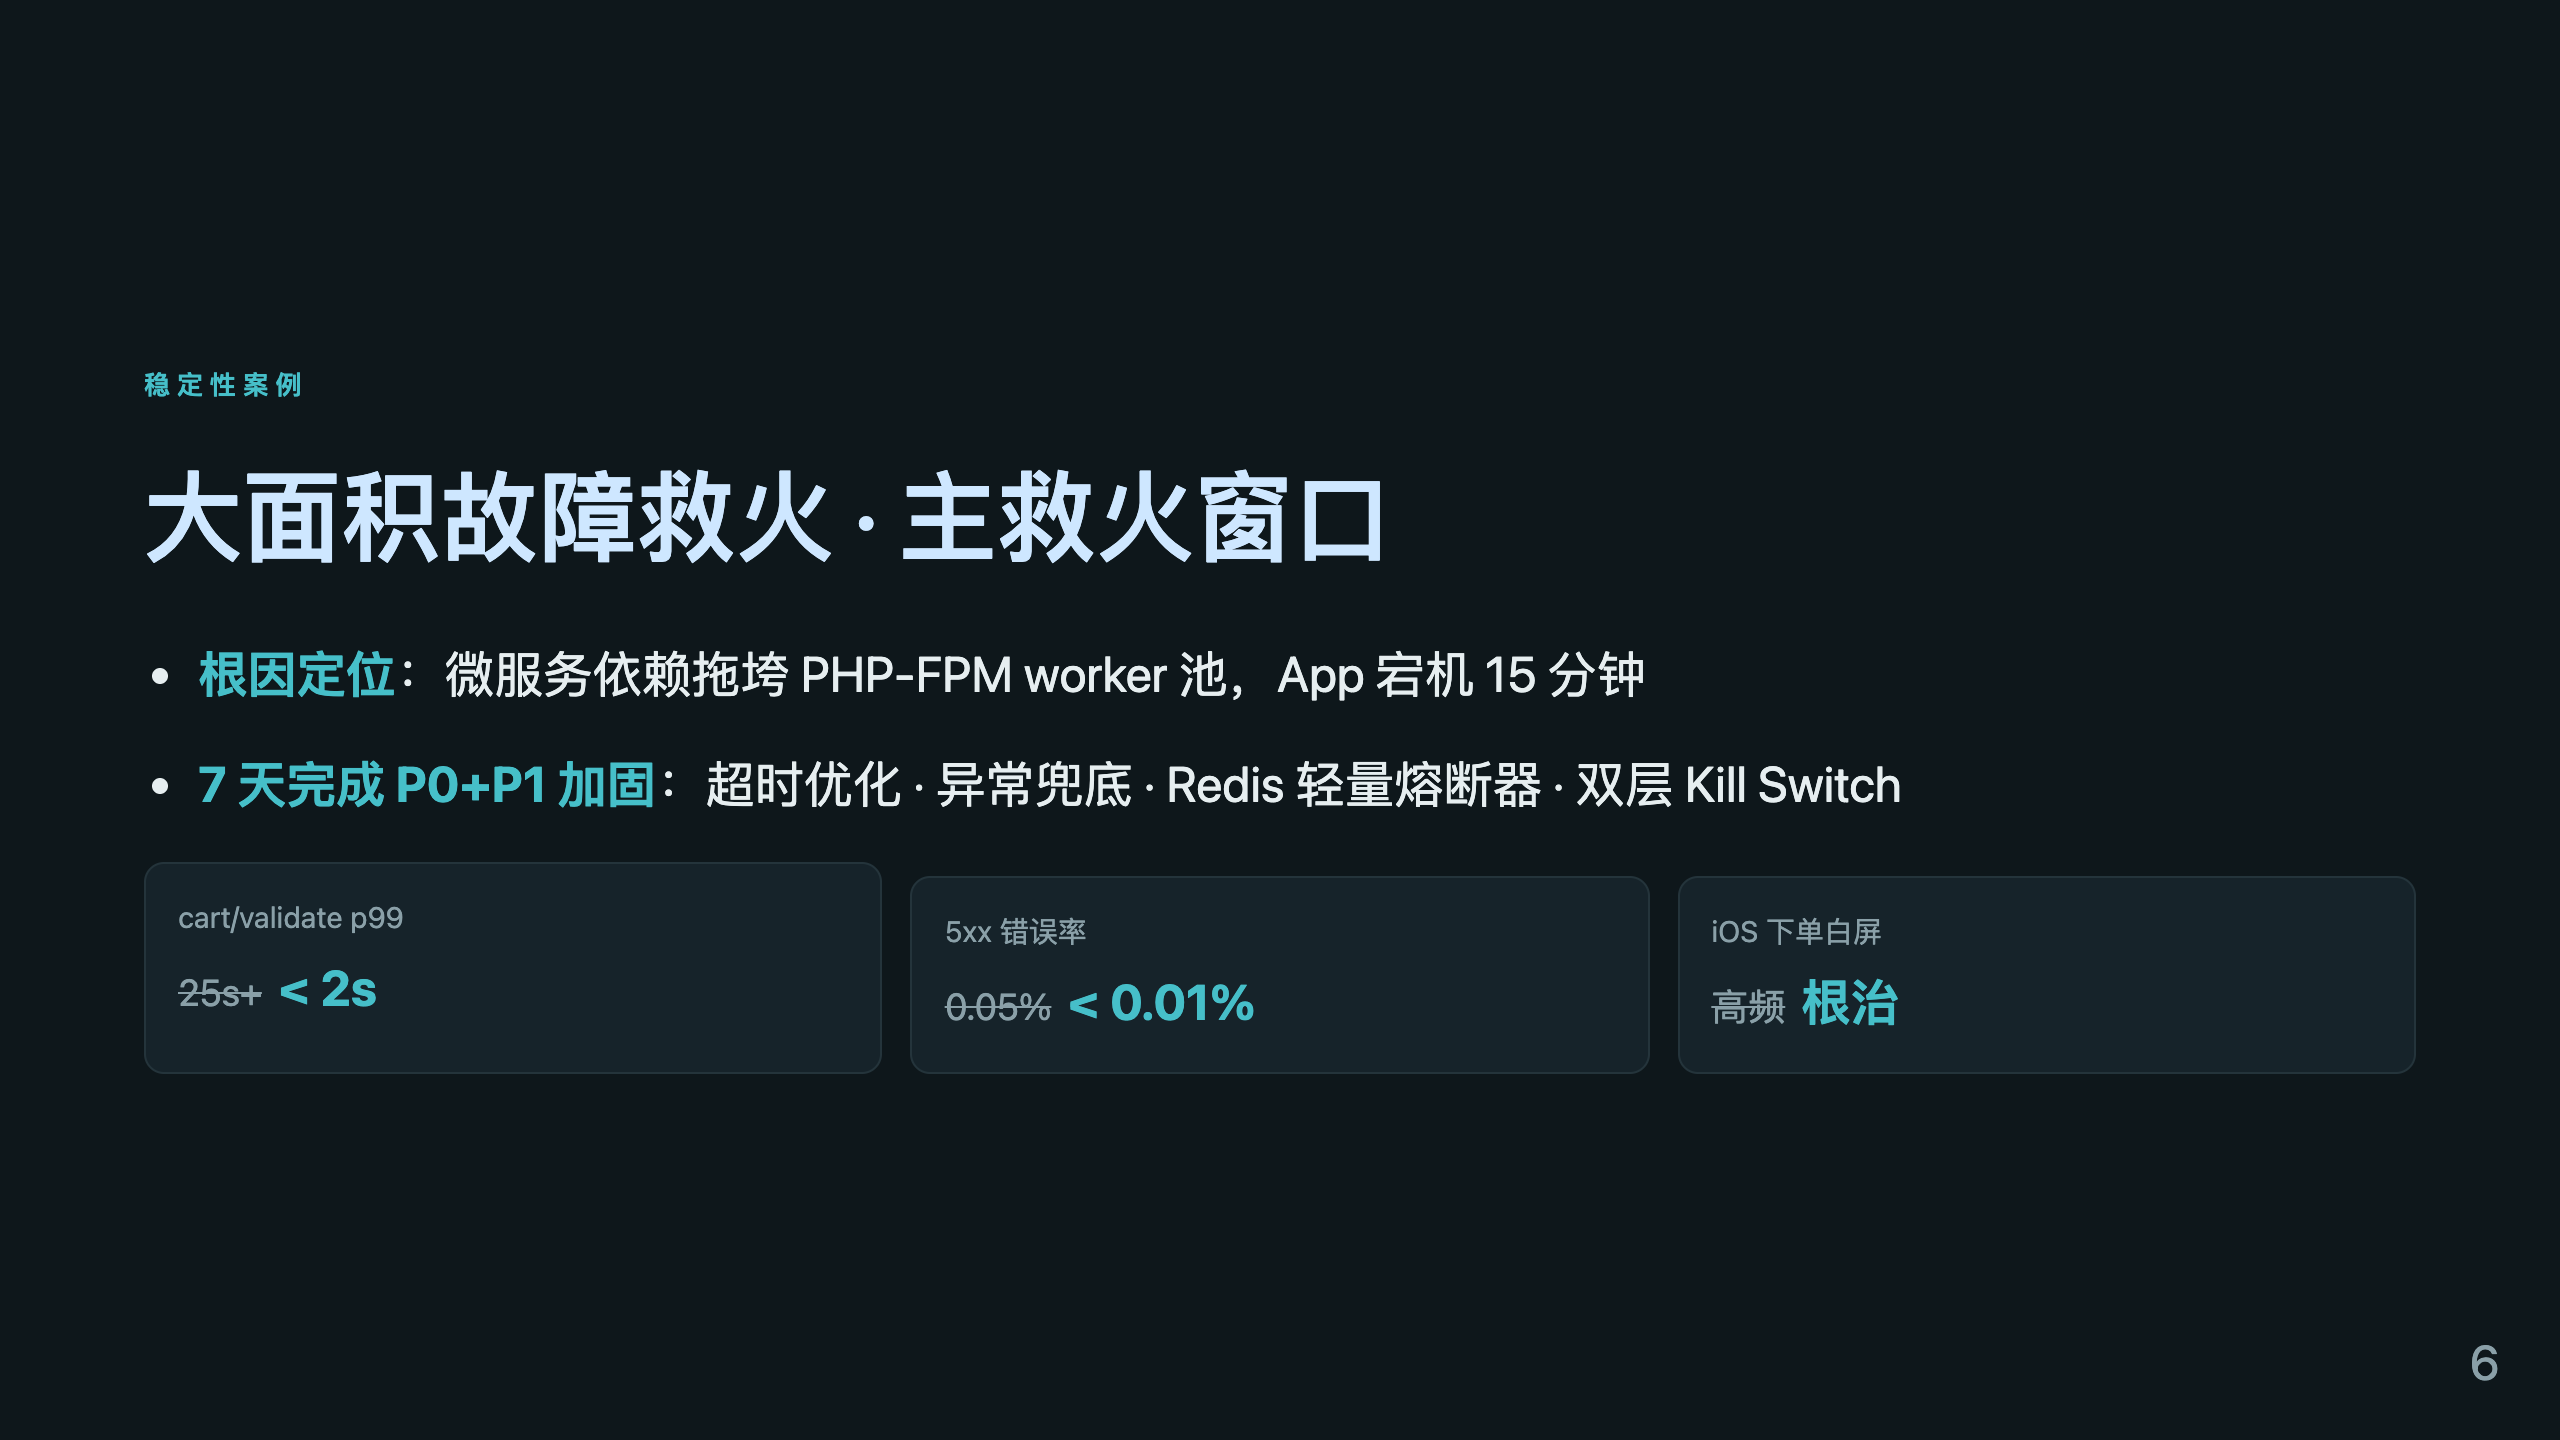 稳定性案例
大面积故障救火 · 主救火窗口
• 根因定位：微服务依赖拖垮 PHP-FPM worker 池，App 宕机 15 分钟
• 7 天完成 P0+P1 加固：超时优化 · 异常兜底 · Redis 轻量熔断器 · 双层 Kill Switch
cart/validate p99
25s+ < 2s
5xx 错误率
0.05% < 0.01%
iOS 下单白屏
高频 根治
6